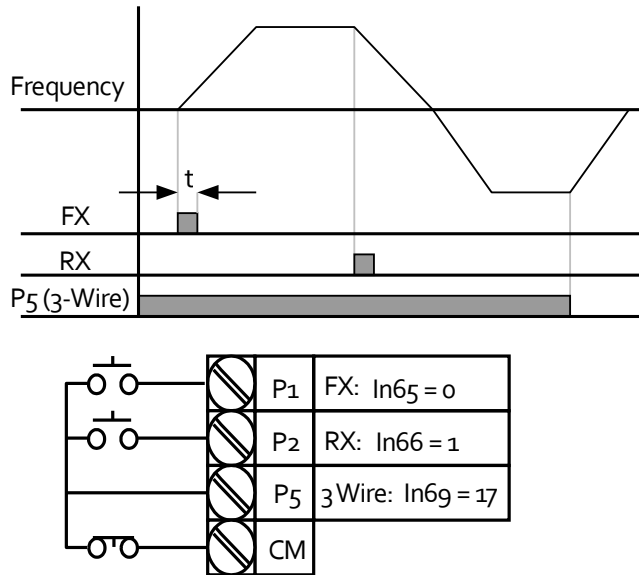 Frequency
t
FX
RX
P5 (3-Wire)
P1 FX: In65 = 0
P2 RX: In66 = 1
P5 3 Wire: In69 = 17
CM